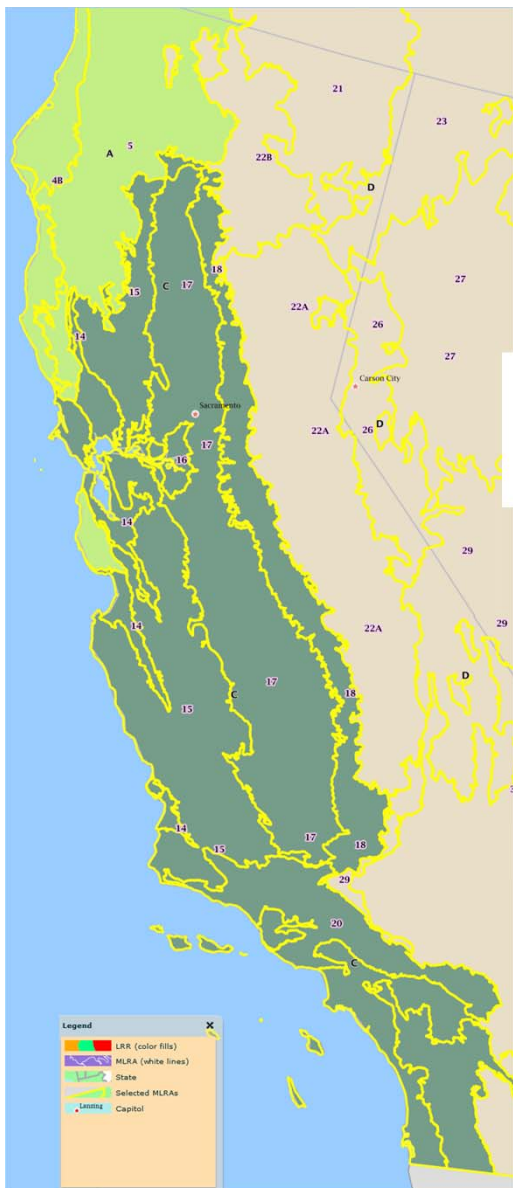 21
23
5
A
22B
4B
D
18
C
17
27
15
22A
26
14
27
Carson City
Sacramento
22A
26
D
17
16
14
29
14
22A
29
17
D
18
C
15
14
17
15
18
29
20
C
Legend
X
LRR (color fills)
MLRA (white lines)
State
Selected MLRAs
Lansing
Capitol